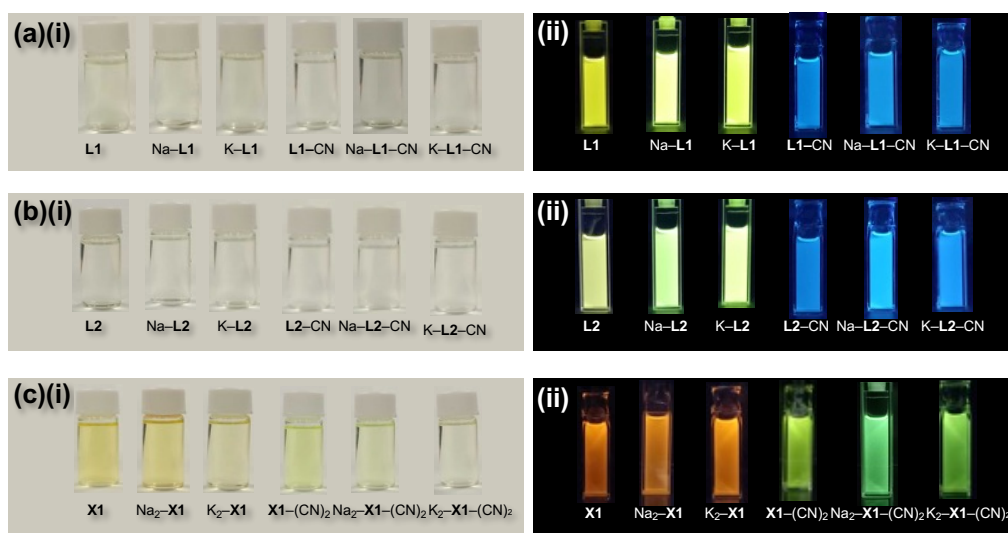 (a)(i)
L1 Na–L1 K–L1 L1–CN Na–L1–CN K–L1–CN
(ii)
L1 Na–L1 K–L1 L1–CN Na–L1–CN K–L1–CN
(b)(i)
L2 Na–L2 K–L2 L2–CN Na–L2–CN K–L2–CN
(ii)
L2 Na–L2 K–L2 L2–CN Na–L2–CN K–L2–CN
(c)(i)
X1 Na₂–X1 K₂–X1 X1–(CN)₂ Na₂–X1–(CN)₂ K₂–X1–(CN)₂
(ii)
X1 Na₂–X1 K₂–X1 X1–(CN)₂ Na₂–X1–(CN)₂ K₂–X1–(CN)₂